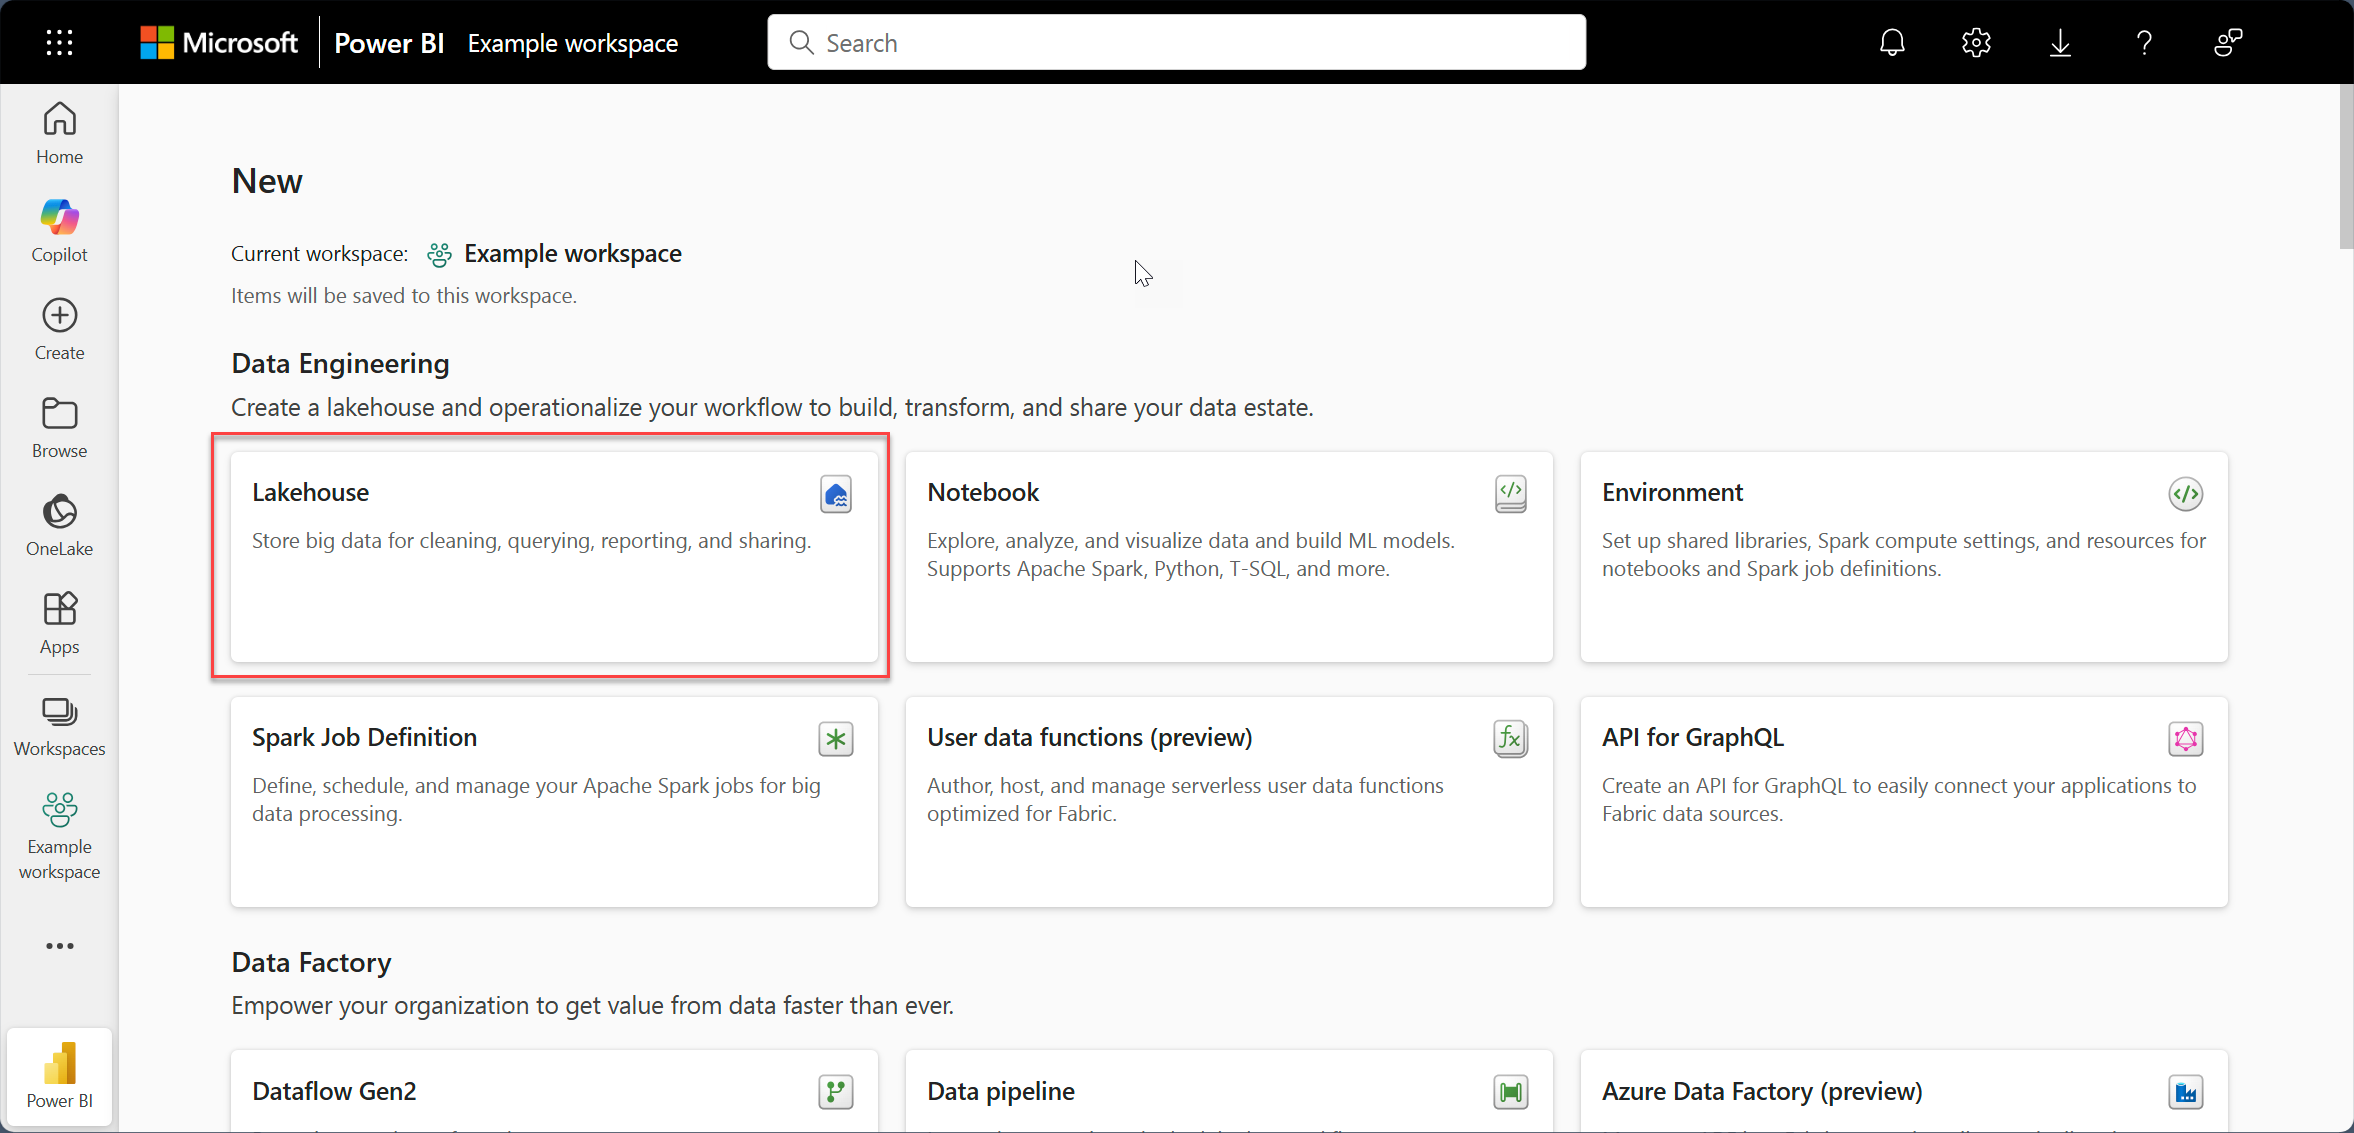 Microsoft Power BI Example workspace Search
Home
Copilot
Create
Browse
OneLake
Apps
Workspaces
Example
workspace
Power BI
New
Current workspace: Example workspace
Items will be saved to this workspace.
Data Engineering
Create a lakehouse and operationalize your workflow to build, transform, and share your data estate.
Lakehouse
Store big data for cleaning, querying, reporting, and sharing.
Notebook
Explore, analyze, and visualize data and build ML models.
Supports Apache Spark, Python, T-SQL, and more.
Environment
Set up shared libraries, Spark compute settings, and resources for
notebooks and Spark job definitions.
Spark Job Definition
Define, schedule, and manage your Apache Spark jobs for big
data processing.
User data functions (preview)
Author, host, and manage serverless user data functions
optimized for Fabric.
API for GraphQL
Create an API for GraphQL to easily connect your applications to
Fabric data sources.
Data Factory
Empower your organization to get value from data faster than ever.
Dataflow Gen2
Data pipeline
Azure Data Factory (preview)